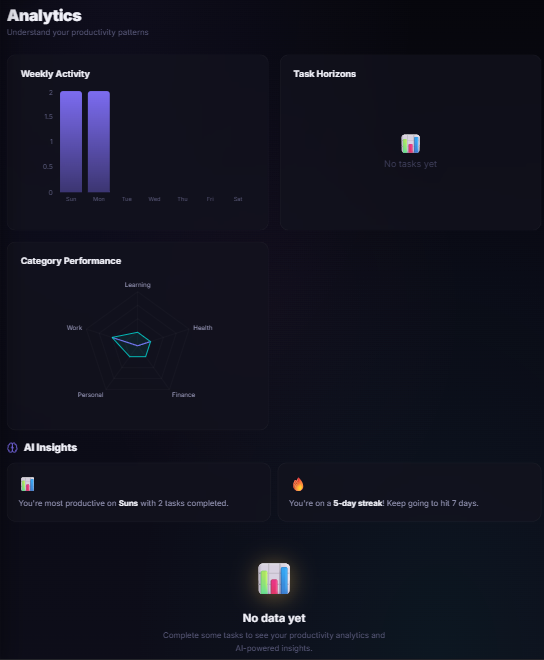 Analytics
Understand your productivity patterns
Weekly Activity
2
1.5
1
0.5
0
Sun Mon Tue Wed Thu Fri Sat
Task Horizons
No tasks yet
Category Performance
Learning
Work
Health
Personal
Finance
AI Insights
You're most productive on Suns with 2 tasks completed.
You're on a 5-day streak! Keep going to hit 7 days.
No data yet
Complete some tasks to see your productivity analytics and
AI-powered insights.